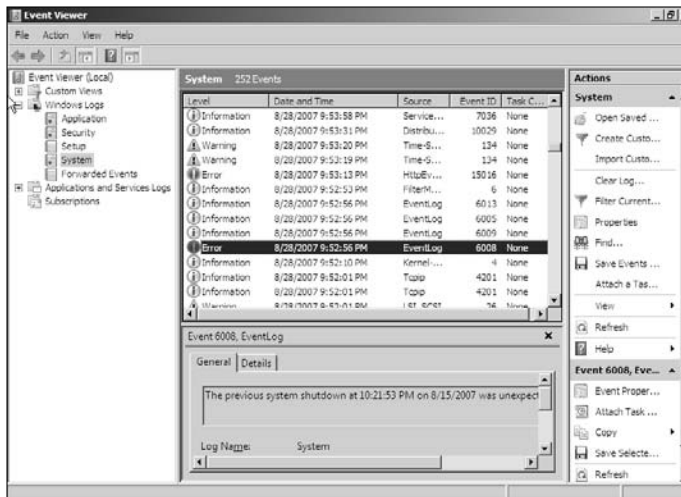 Event Viewer
File Action View Help
Event Viewer (Local)
Custom Views
Windows Logs
Application
Security
Setup
System
Forwarded Events
Applications and Services Logs
Subscriptions
System 252 Events
Level Date and Time Source Event ID Task C...
Information 8/28/2007 9:53:58 PM Service... 7036 None
Information 8/28/2007 9:53:31 PM Distribu... 10029 None
Warning 8/28/2007 9:53:20 PM Time-S... 134 None
Warning 8/28/2007 9:53:19 PM Time-S... 134 None
Error 8/28/2007 9:53:13 PM HttpEv... 15016 None
Information 8/28/2007 9:52:53 PM FilterM... 6 None
Information 8/28/2007 9:52:56 PM EventLog 6013 None
Information 8/28/2007 9:52:56 PM EventLog 6005 None
Information 8/28/2007 9:52:56 PM EventLog 6009 None
Error 8/28/2007 9:52:56 PM EventLog 6008 None
Information 8/28/2007 9:52:10 PM Kernel-... 4 None
Information 8/28/2007 9:52:01 PM Tcpip 4201 None
Information 8/28/2007 9:52:01 PM Tcpip 4201 None
Warning 8/28/2007 9:52:01 PM LSI_SCSI 26 None
Event 6008, EventLog
General Details
The previous system shutdown at 10:21:53 PM on 8/15/2007 was unexpect
Log Name: System
Actions
System
Open Saved ...
Create Custo...
Import Custo...
Clear Log...
Filter Current...
Properties
Find...
Save Events ...
Attach a Tas...
View
Refresh
Help
Event 6008, Eve...
Event Proper...
Attach Task ...
Copy
Save Selecte...
Refresh